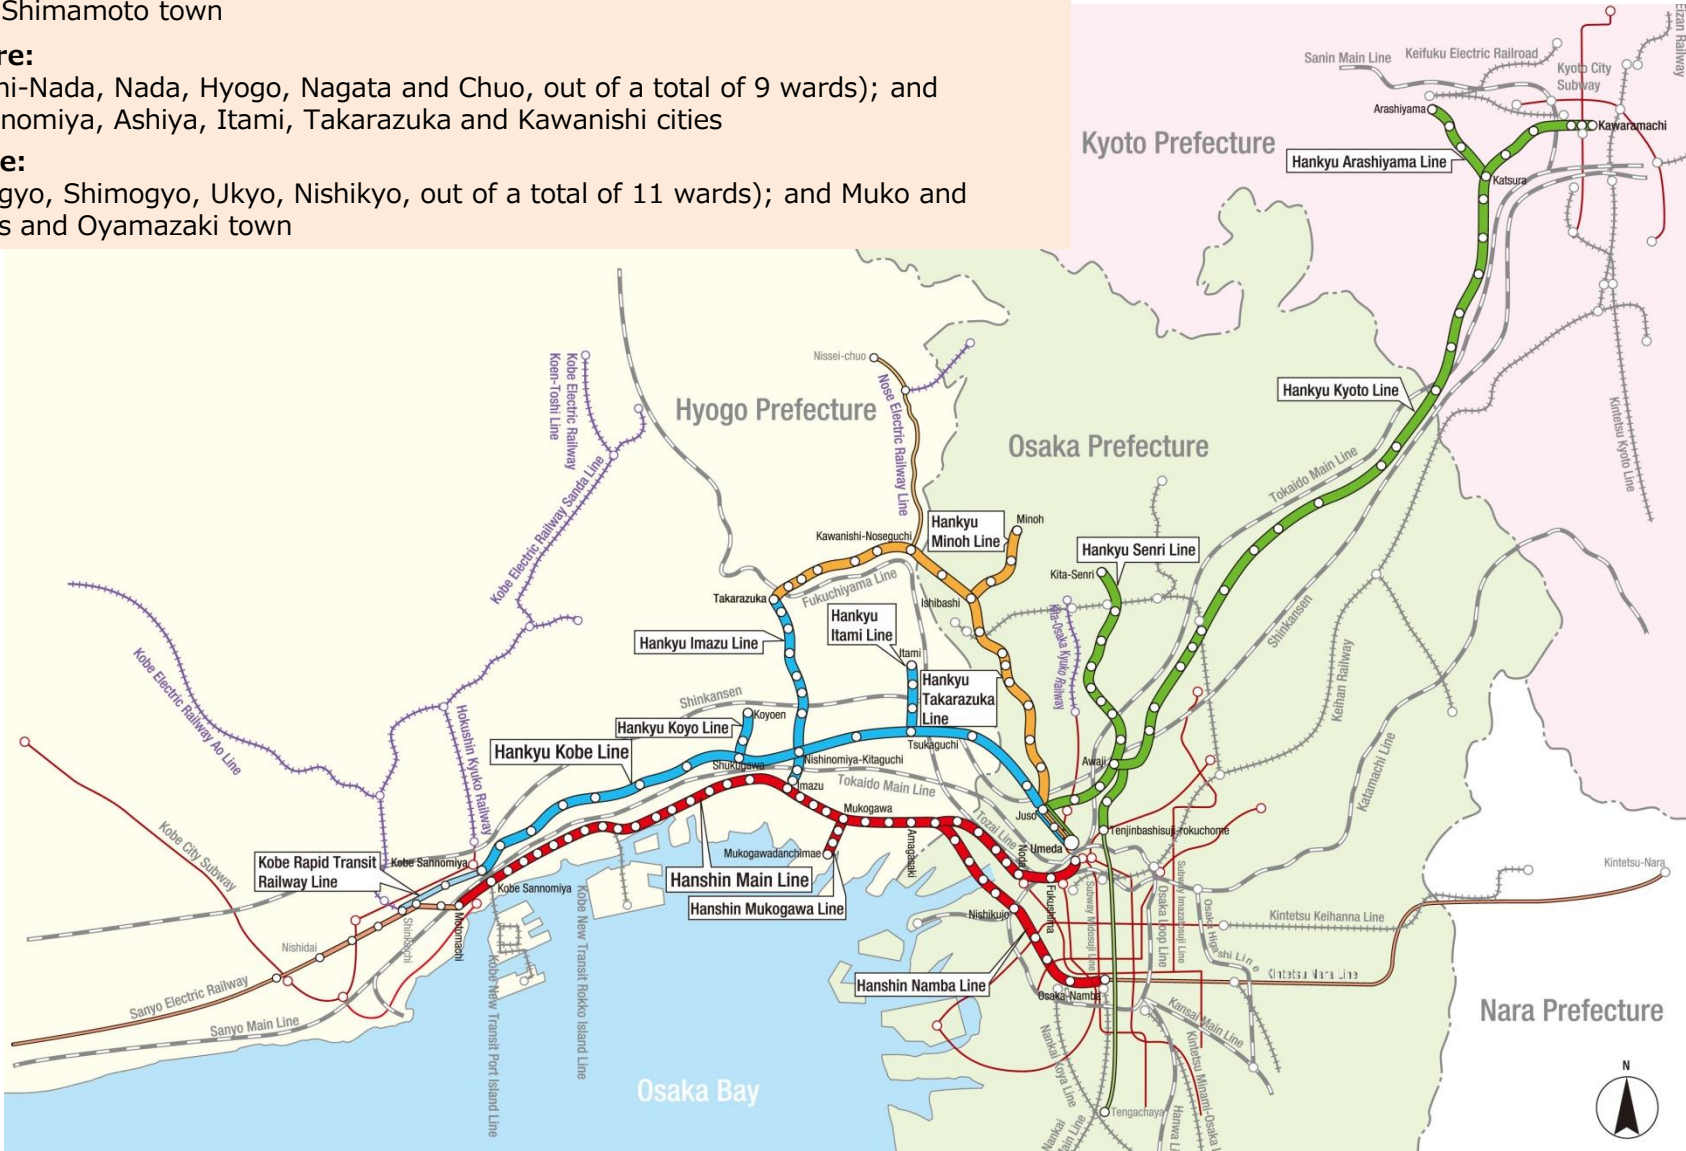 Shimamoto town
re:
ni-Nada, Nada, Hyogo, Nagata and Chuo, out of a total of 9 wards); and
nomiya, Ashiya, Itami, Takarazuka and Kawanishi cities
e:
gyo, Shimogyo, Ukyo, Nishikyo, out of a total of 11 wards); and Muko and
s and Oyamazaki town
Eizan Railway
Sanin Main Line
Keifuku Electric Railroad
Kyoto City
Subway
Arashiyama
Kawaramachi
Kyoto Prefecture
Hankyu Arashiyama Line
Katsura
Nissei-chuo
Kobe Electric Railway
Koen-Toshi Line
Nose Electric Railway Line
Hyogo Prefecture
Hankyu Kyoto Line
Kintetsu Kyoto Line
Osaka Prefecture
Tokaido Main Line
Kobe Electric Railway Sanda Line
Kawanishi-Noseguchi
Hankyu
Minoh Line
Minoh
Hankyu Senri Line
Kita-Senri
Takarazuka
Fukuchiyama Line
Ishibashi
Kita-Osaka Kyuko Railway
Shinkansen
Hankyu
Itami Line
Hankyu Imazu Line
Itami
Keihan Railway
Kobe Electric Railway Ao Line
Hankyu
Takarazuka
Line
Shinkansen
Hokushin Kyuko Railway
Koyoen
Hankyu Koyo Line
Hankyu Kobe Line
Tsukaguchi
Shukugawa
Nishinomiya-Kitaguchi
Awaji
Katamachi Line
Tokaido Main Line
Imazu
Mukogawa
Juso
Tozai Line
Tenjinbashisuji-rokuchome
Kobe City Subway
Amagasaki
Umeda
Noda
Mukogawadanchimae
Kobe Rapid Transit
Railway Line
Kobe Sannomiya
Kobe Sannomiya
Hanshin Main Line
Hanshin Mukogawa Line
Fukushima
Subway Midosuji Line
Osaka Loop Line
Subway Imazatosuji Line
Osaka Higashi Line
Kintetsu-Nara
Nishikujo
Kintetsu Keihanna Line
Motomachi
Shinkaichi
Nishidai
Kobe New Transit Port Island Line
Kobe New Transit Rokko Island Line
Kintetsu Nara Line
Hanshin Namba Line
Osaka-Namba
Sanyo Electric Railway
Sanyo Main Line
Kansai Main Line
Nara Prefecture
Nankai Koya Line
Kintetsu Minami-Osaka L
Osaka Bay
Tengachaya
Hanwa Li
Nankai
ain Line
N